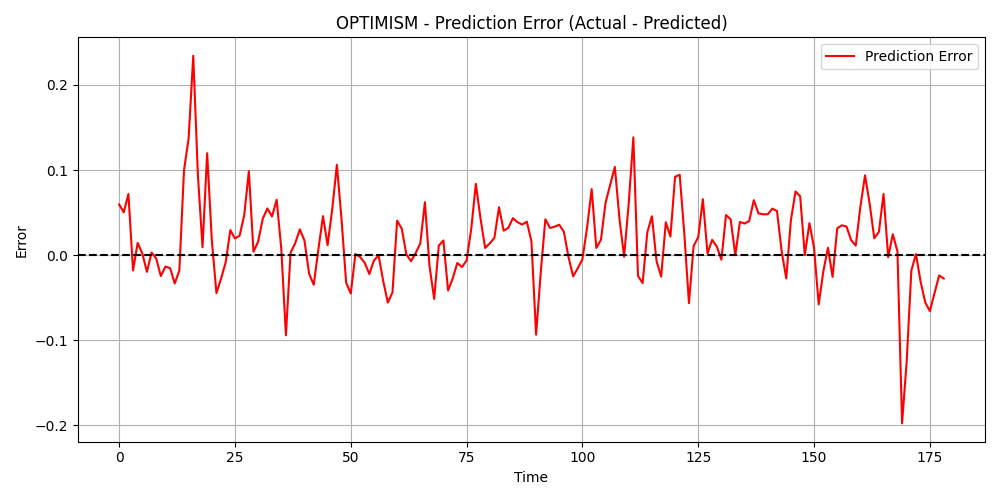 OPTIMISM - Prediction Error (Actual - Predicted)
Prediction Error
Error
0.2
0.1
0.0
−0.1
−0.2
0 25 50 75 100 125 150 175
Time